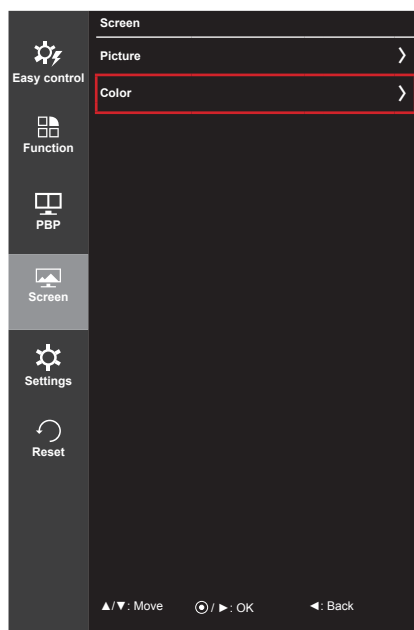 Screen
Picture
Color
Easy control
Function
PBP
Screen
Settings
Reset
▲/▼: Move
◉ / ►: OK
◄: Back